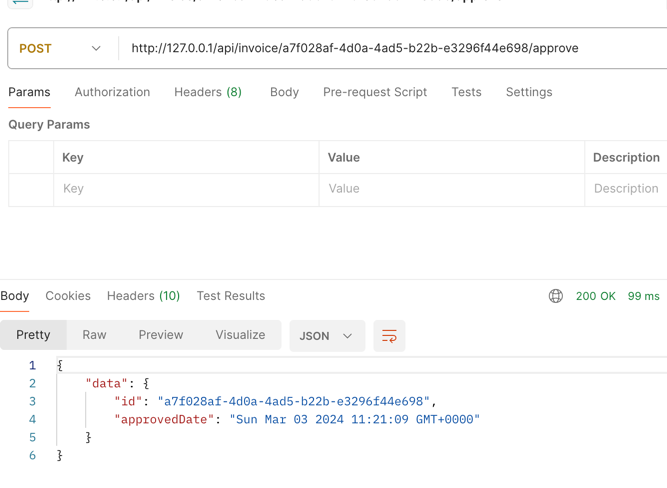 POST
http://127.0.0.1/api/invoice/a7f028af-4d0a-4ad5-b22b-e3296f44e698/approve
Params Authorization Headers (8) Body Pre-request Script Tests Settings
Query Params
Key Value Description
Key Value Description
Body Cookies Headers (10) Test Results 200 OK 99 ms
Pretty Raw Preview Visualize JSON
1 {
2 "data": {
3 "id": "a7f028af-4d0a-4ad5-b22b-e3296f44e698",
4 "approvedDate": "Sun Mar 03 2024 11:21:09 GMT+0000"
5 }
6 }